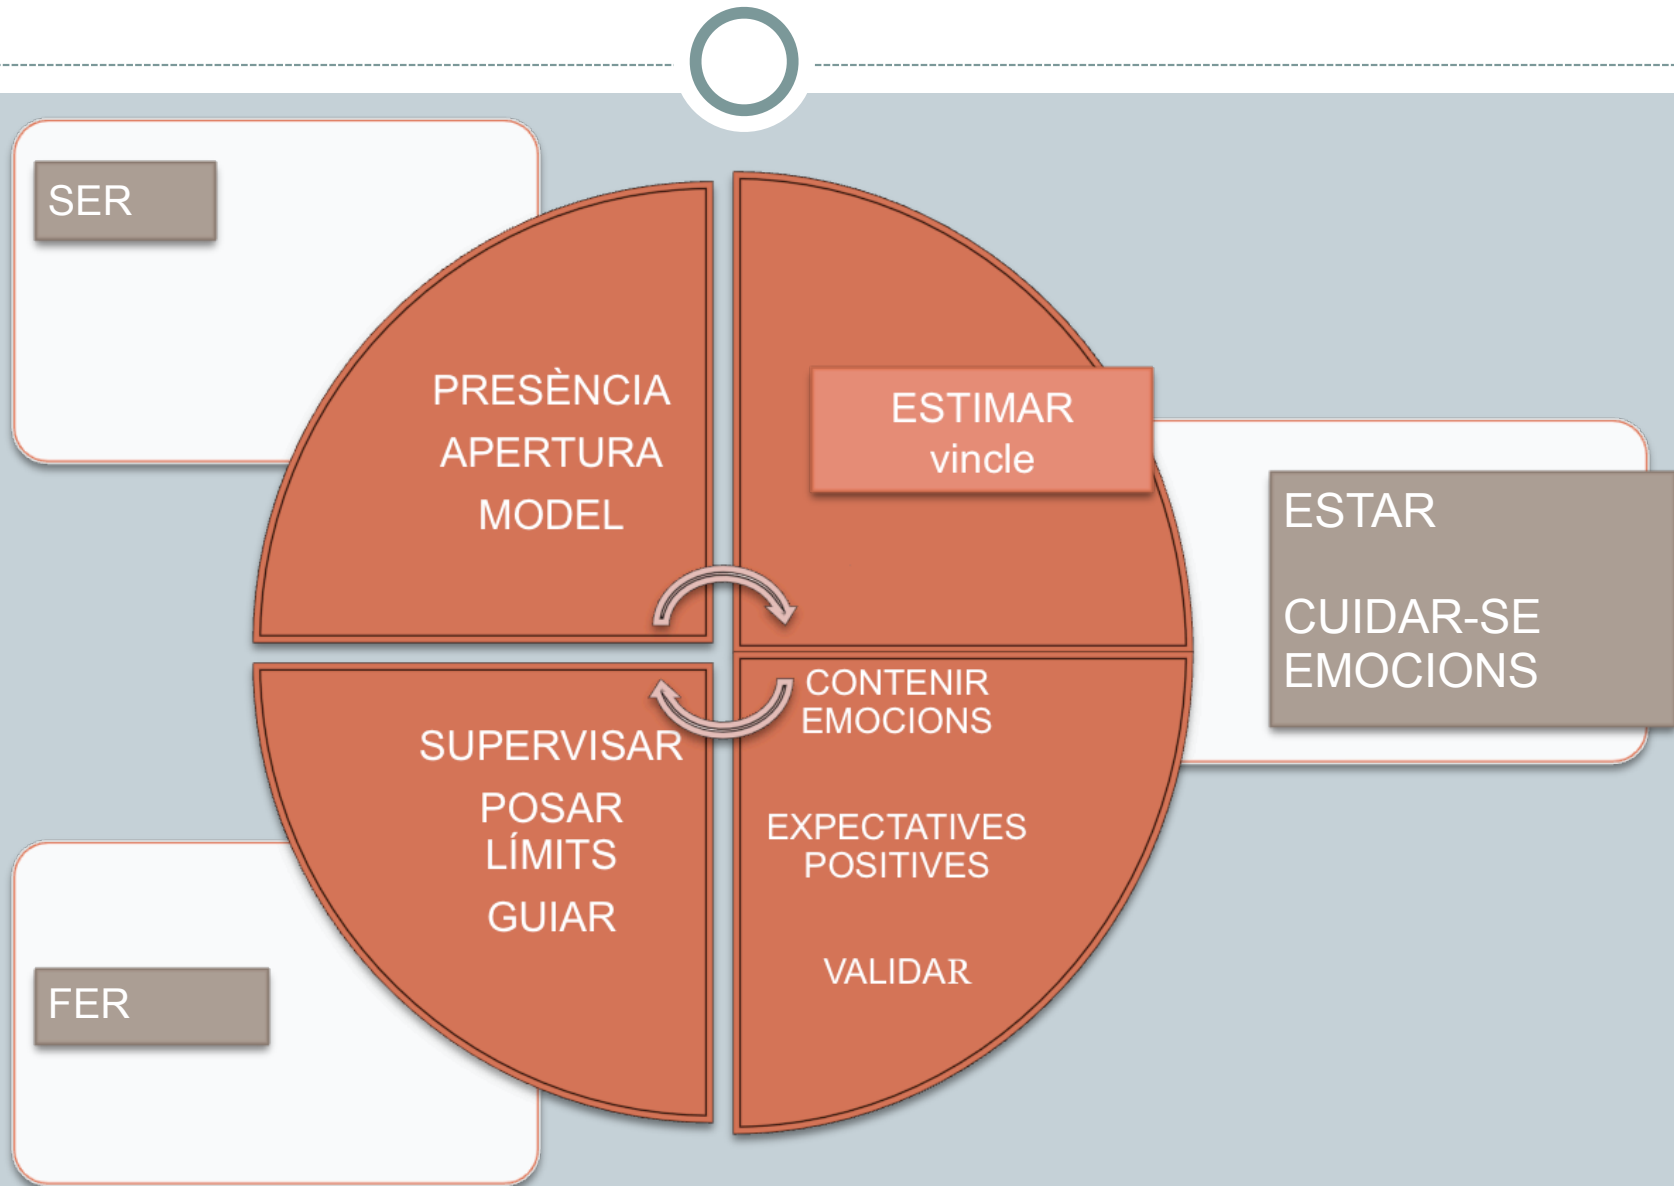 SER
PRESÈNCIA
APERTURA
MODEL
ESTIMAR
vincle
ESTAR
CUIDAR-SE
EMOCIONS
CONTENIR
EMOCIONS
EXPECTATIVES
POSITIVES
VALIDAR
SUPERVISAR
POSAR
LÍMITS
GUIAR
FER